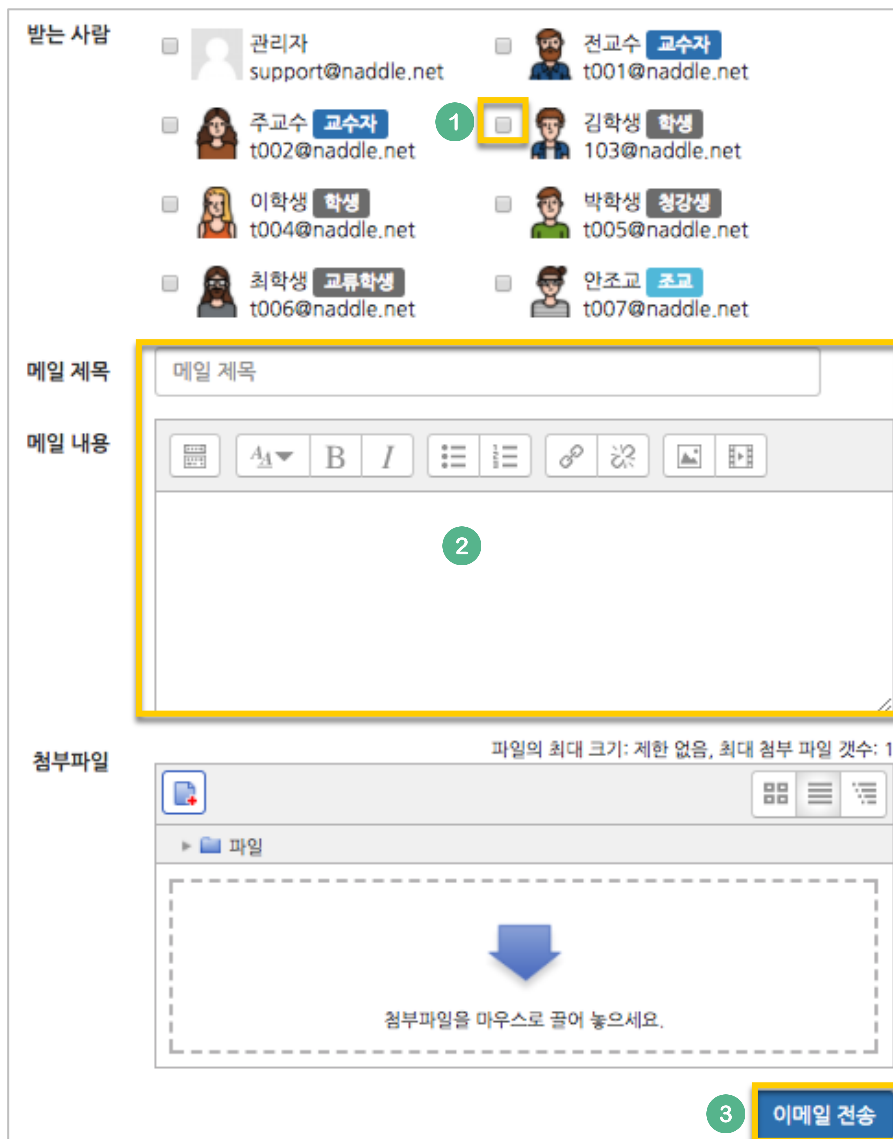 받는 사람
관리자
support@naddle.net
전교수 교수자
t001@naddle.net
주교수 교수자
t002@naddle.net
1
김학생 학생
103@naddle.net
이학생 학생
t004@naddle.net
박학생 청강생
t005@naddle.net
최학생 교류학생
t006@naddle.net
안조교 조교
t007@naddle.net
메일 제목
메일 제목
메일 내용
B I
2
첨부파일
파일의 최대 크기: 제한 없음, 최대 첨부 파일 갯수: 1
파일
첨부파일을 마우스로 끌어 놓으세요.
3 이메일 전송